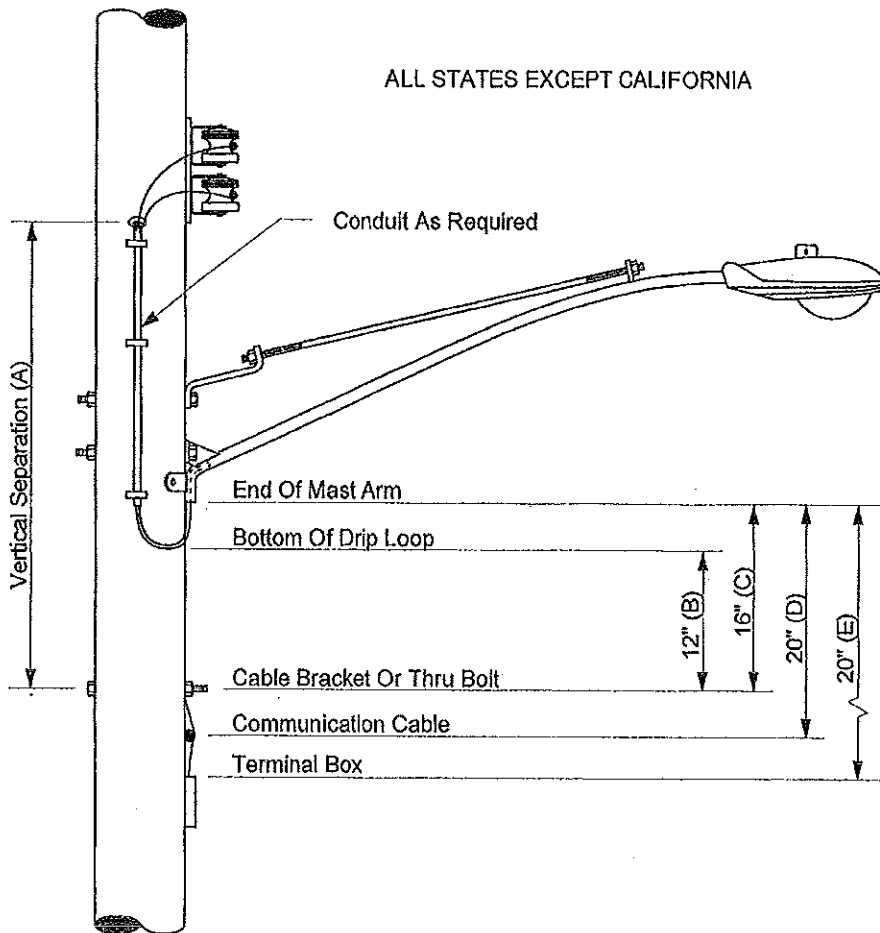 ALL STATES EXCEPT CALIFORNIA
Conduit As Required
Vertical Separation (A)
End Of Mast Arm
Bottom Of Drip Loop
12" (B)
16" (C)
20" (D)
20" (E)
Cable Bracket Or Thru Bolt
Communication Cable
Terminal Box